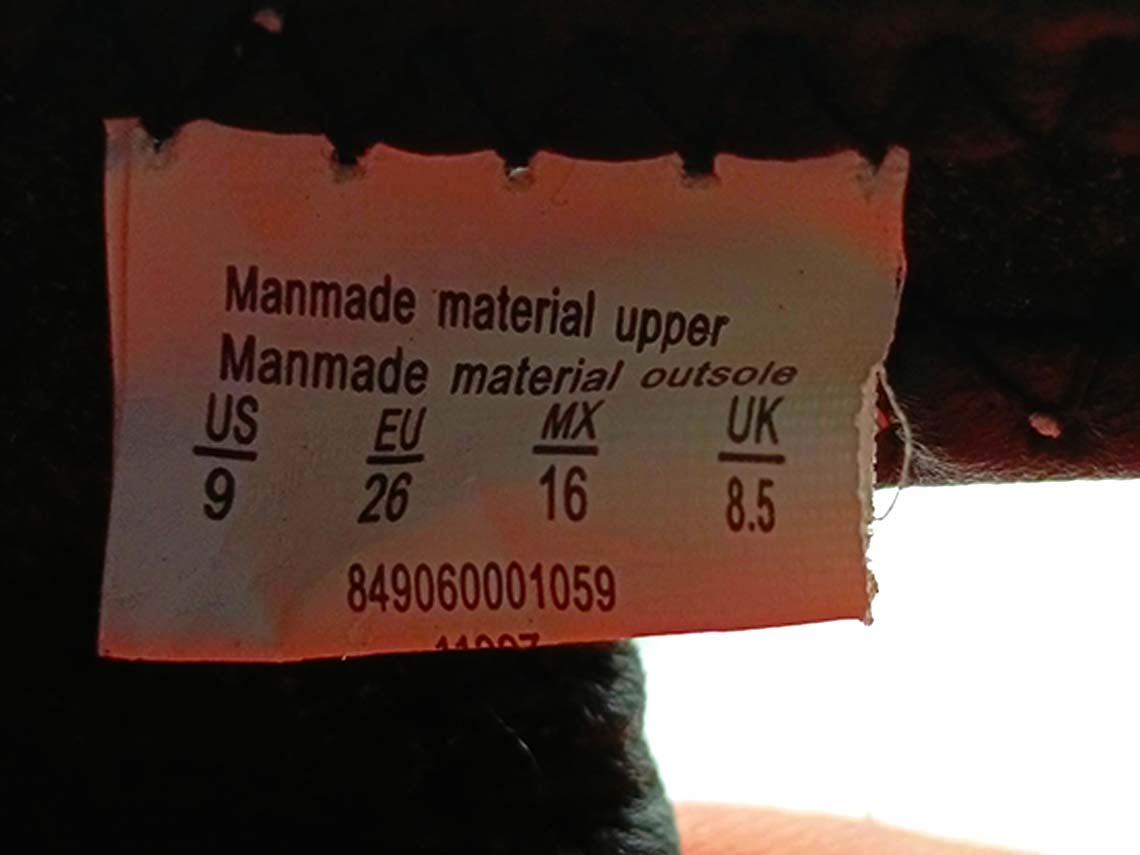 Manmade material upper
Manmade material outsole
US EU MX UK
9 26 16 8.5
849060001059